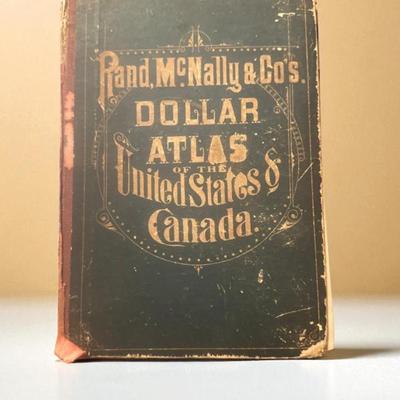 Rand, McNally & Co's.
DOLLAR
ATLAS
OF THE
United States &
Canada.